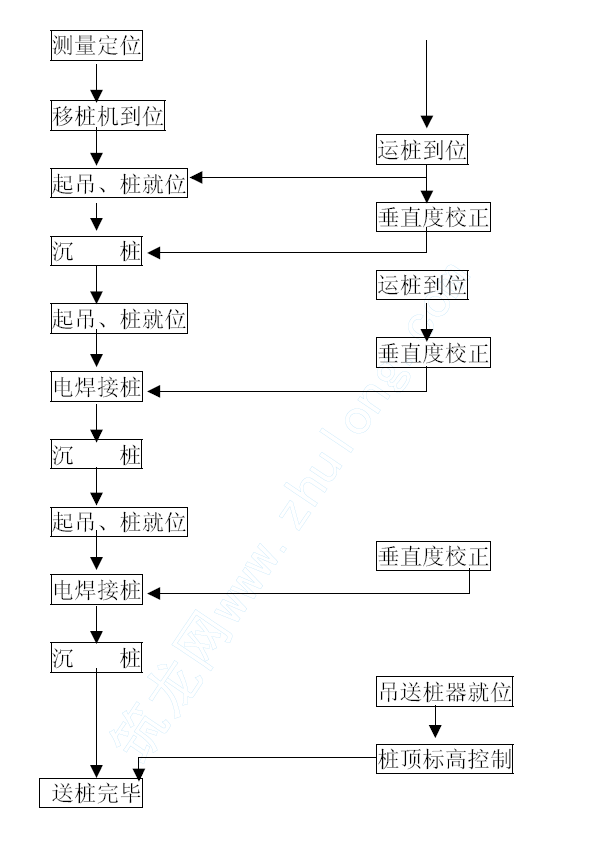 测量定位
移桩机到位
运桩到位
起吊、桩就位
垂直度校正
沉 桩
运桩到位
起吊、桩就位
垂直度校正
电焊接桩
沉 桩
起吊、桩就位
垂直度校正
电焊接桩
沉 桩
吊送桩器就位
桩顶标高控制
送桩完毕
筑龙网www.zhulong.com